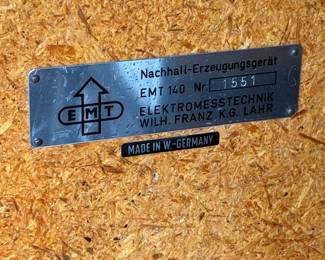 Nachhall-Erzeugungsgerät
EMT 140 Nr. 1551
EMT
ELEKTROMESSTECHNIK
WILH. FRANZ K.G. LAHR
MADE IN W.-GERMANY